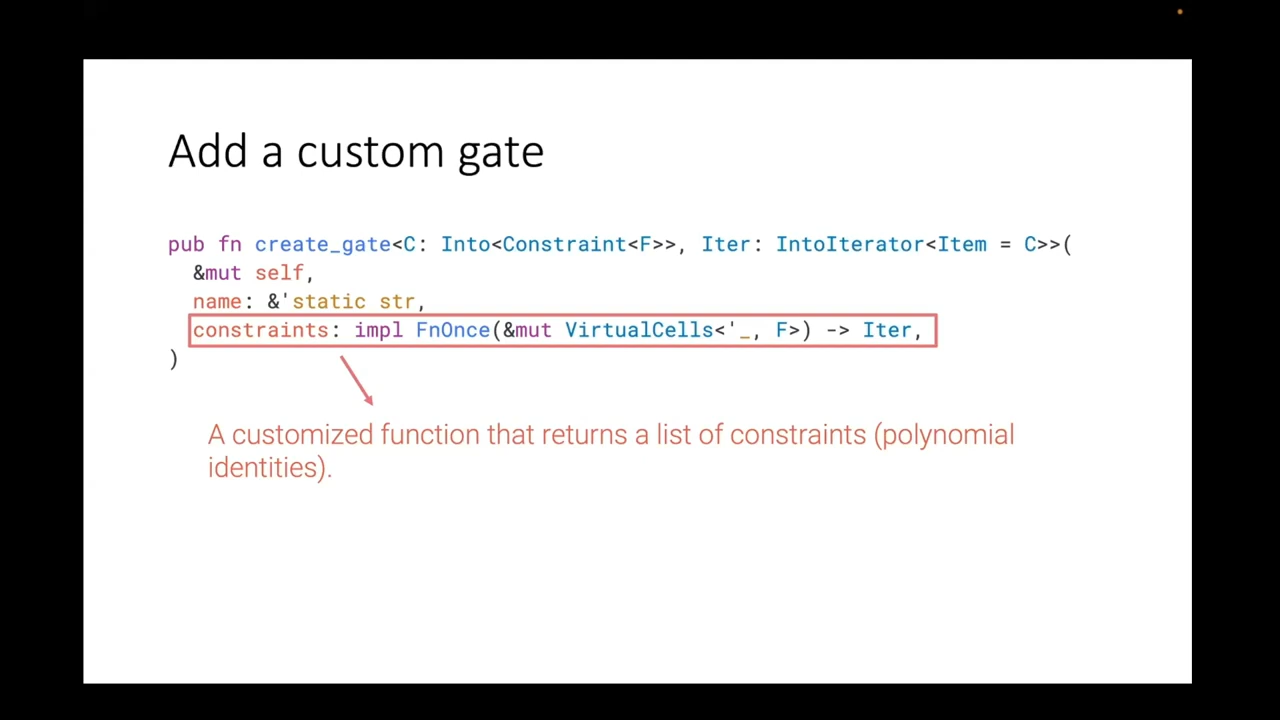 Add a custom gate
pub fn create_gate<C: Into<Constraint<F>>, Iter: IntoIterator<Item = C>>(
&mut self,
name: &'static str,
constraints: impl FnOnce(&mut VirtualCells<'_, F>) -> Iter,
)
A customized function that returns a list of constraints (polynomial
identities).